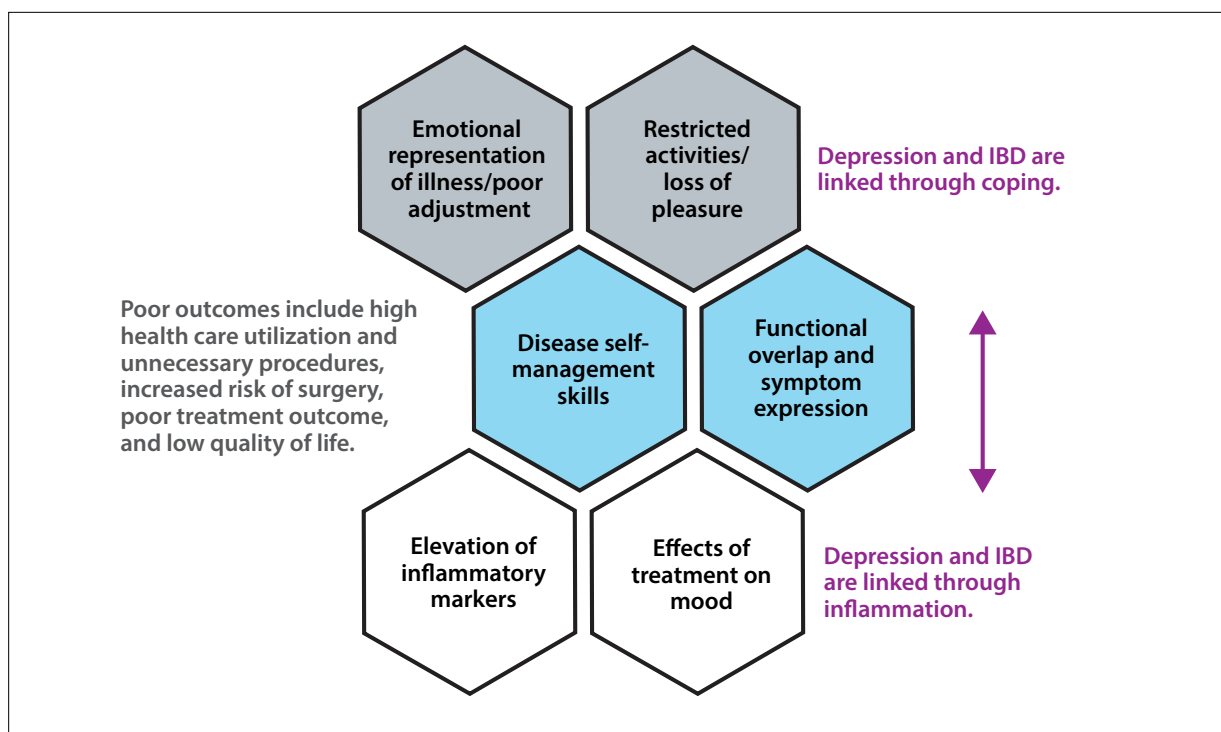 Emotional
representation
of illness/poor
adjustment
Restricted
activities/
loss of
pleasure
Depression and IBD are
linked through coping.
Poor outcomes include high
health care utilization and
unnecessary procedures,
increased risk of surgery,
poor treatment outcome,
and low quality of life.
Disease self-
management
skills
Functional
overlap and
symptom
expression
Elevation of
inflammatory
markers
Effects of
treatment on
mood
Depression and IBD
are linked through
inflammation.